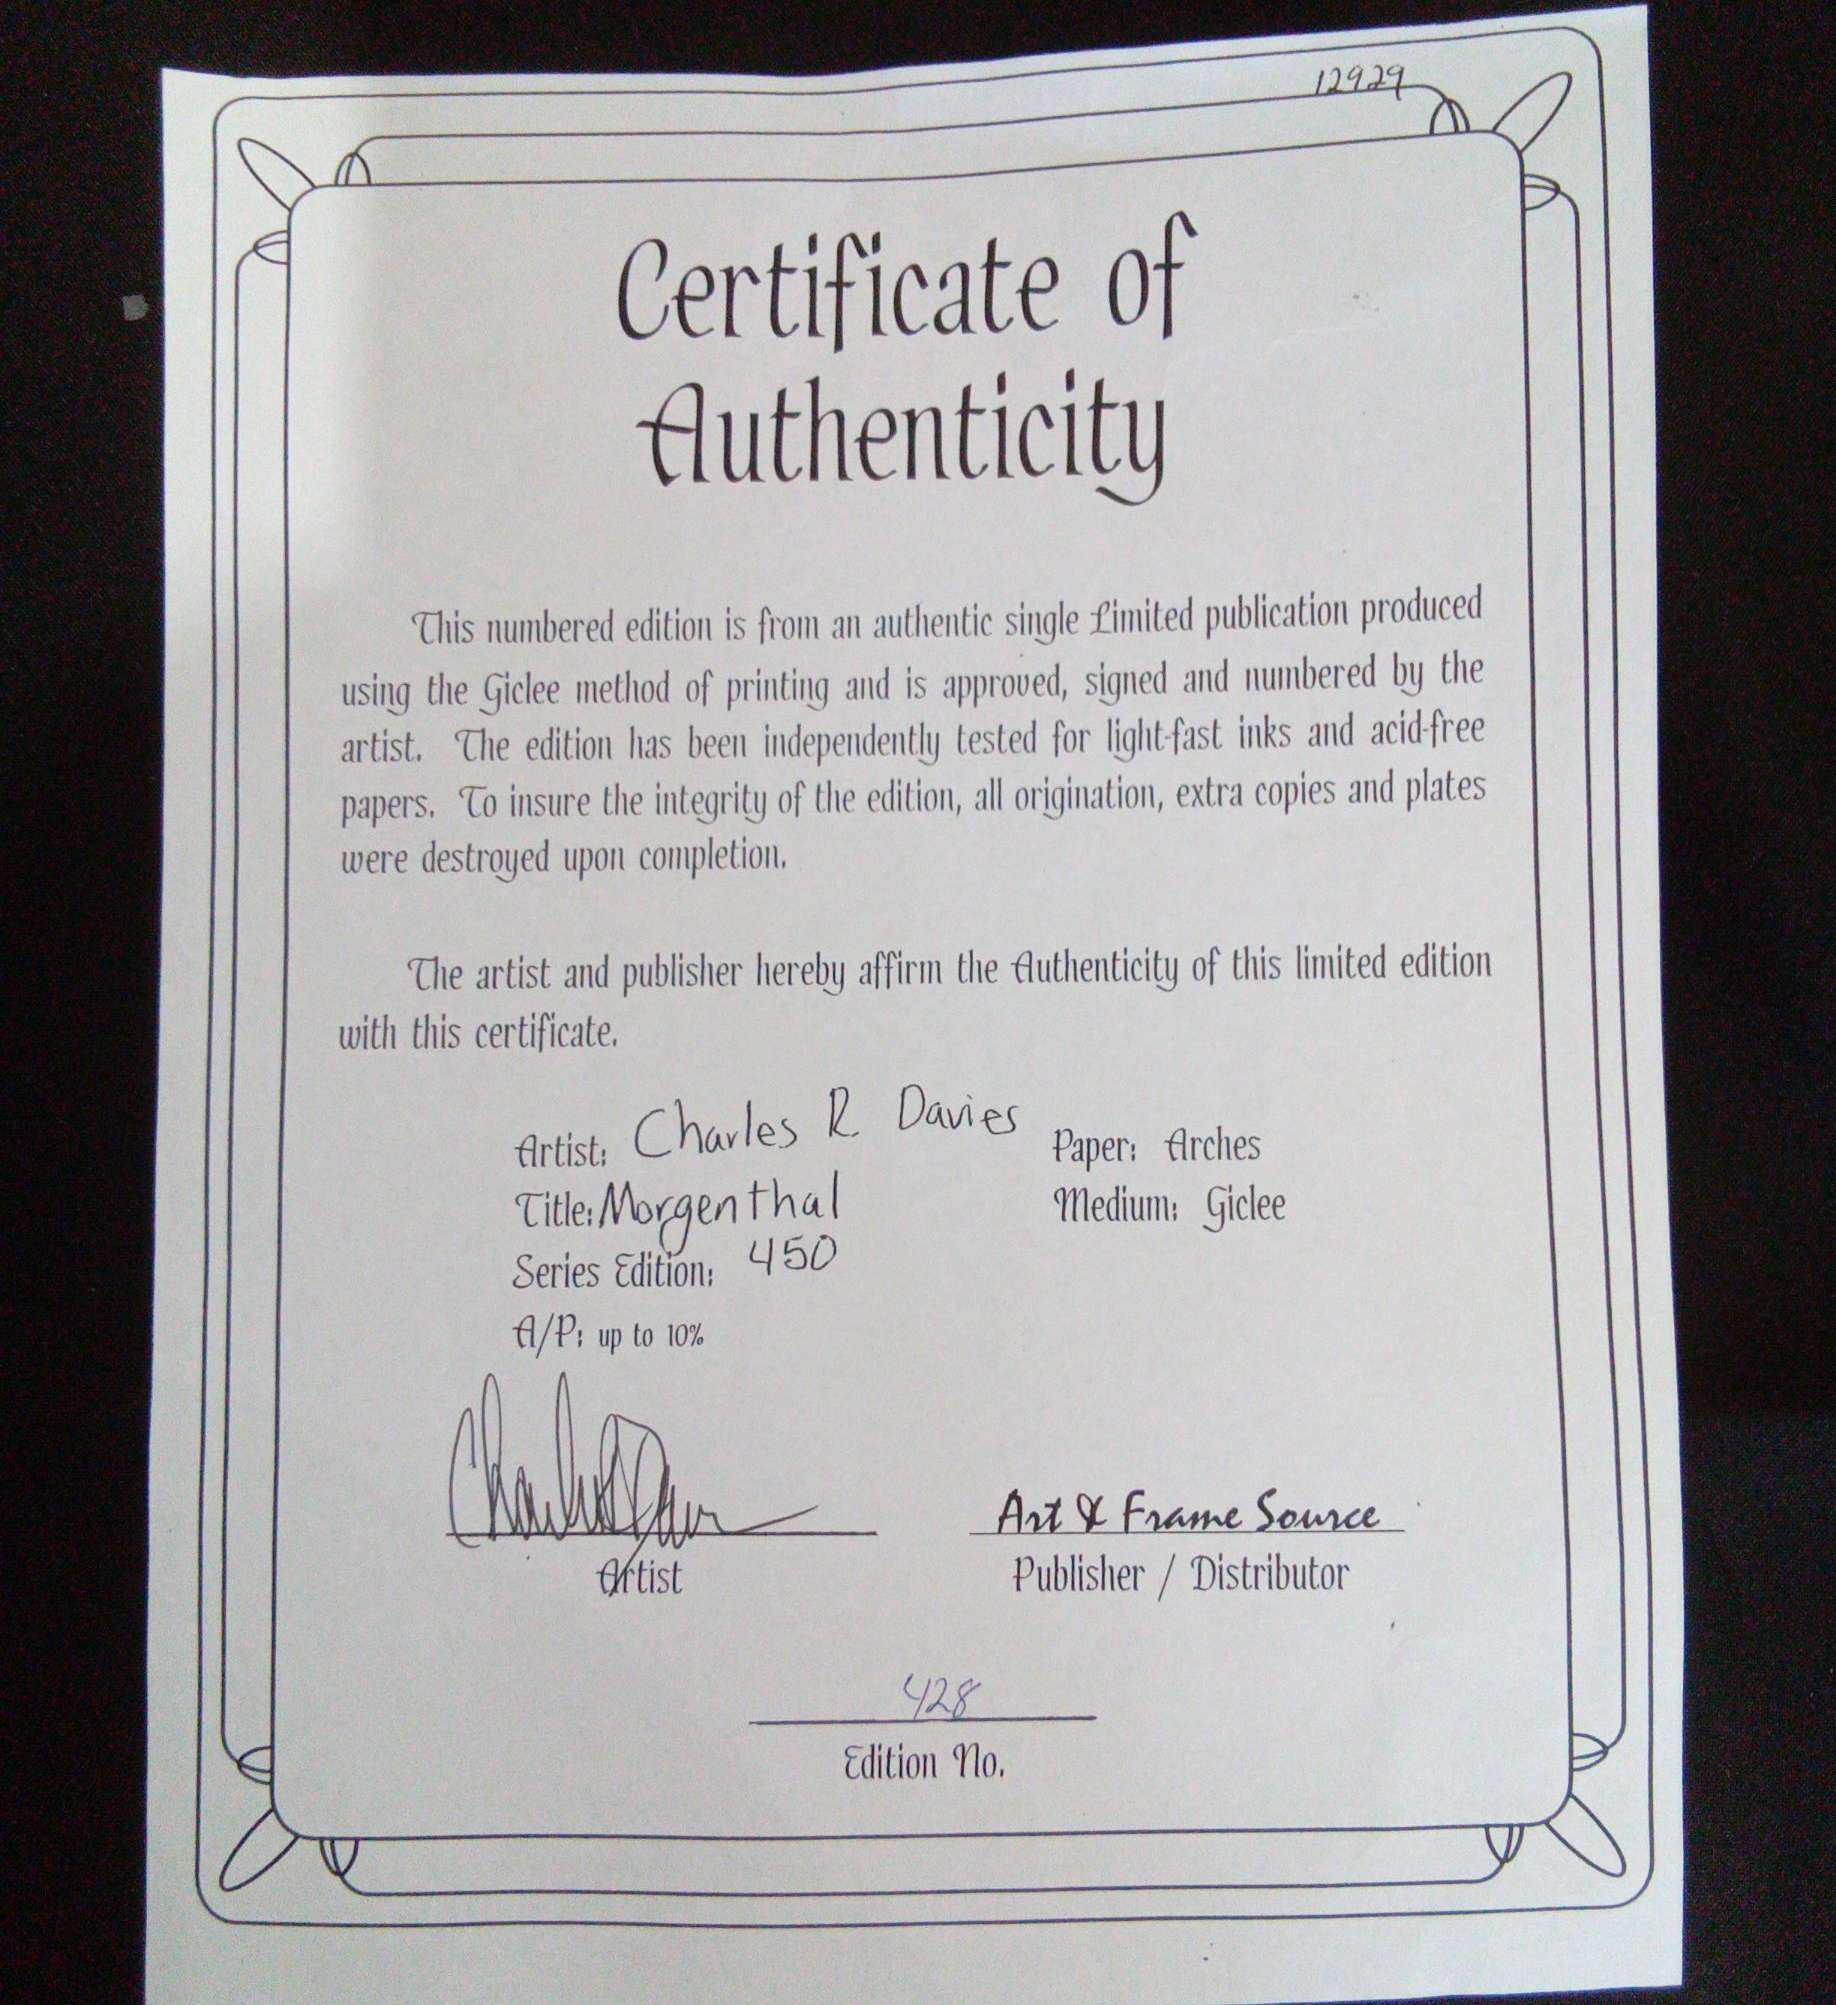 12929
Certificate of
Authenticity
This numbered edition is from an authentic single Limited publication produced
using the Giclee method of printing and is approved, signed and numbered by the
artist. The edition has been independently tested for light-fast inks and acid-free
papers. To insure the integrity of the edition, all origination, extra copies and plates
were destroyed upon completion.
The artist and publisher hereby affirm the Authenticity of this limited edition
with this certificate.
Artist: Charles R. Davies Paper: Arches
Title: Morgenthal Medium: Giclee
Series Edition: 450
A/P: up to 10%
Art & Frame Source
Artist Publisher / Distributor
428
Edition No.